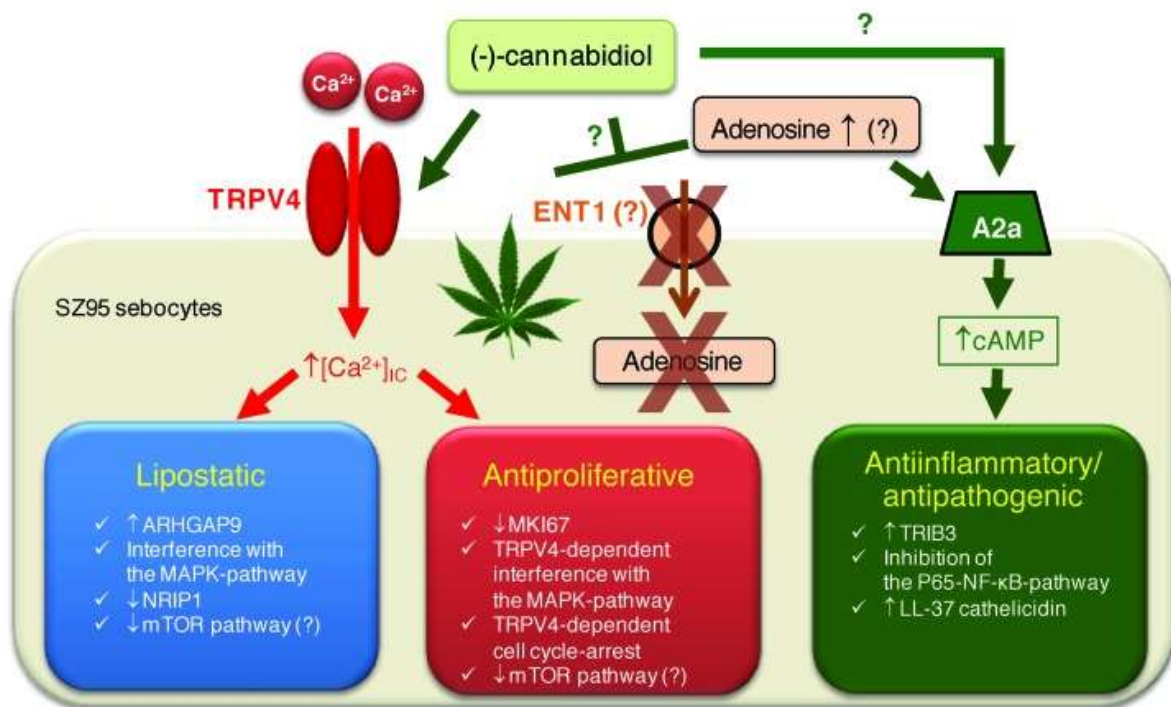 ?
(-)-cannabidiol
Ca²⁺
Ca²⁺
?
Adenosine ↑ (?)
TRPV4
ENT1 (?)
A2a
SZ95 sebocytes
↑[Ca²⁺]IC
Adenosine
↑cAMP
Lipostatic
✓ ↑ARHGAP9
✓ Interference with
the MAPK-pathway
✓ ↓NRIP1
✓ ↓mTOR pathway (?)
Antiproliferative
✓ ↓MKI67
✓ TRPV4-dependent
interference with
the MAPK-pathway
✓ TRPV4-dependent
cell cycle-arrest
✓ ↓mTOR pathway (?)
Antiinflammatory/
antipathogenic
✓ ↑TRIB3
✓ Inhibition of
the P65-NF-κB-pathway
✓ ↑LL-37 cathelicidin